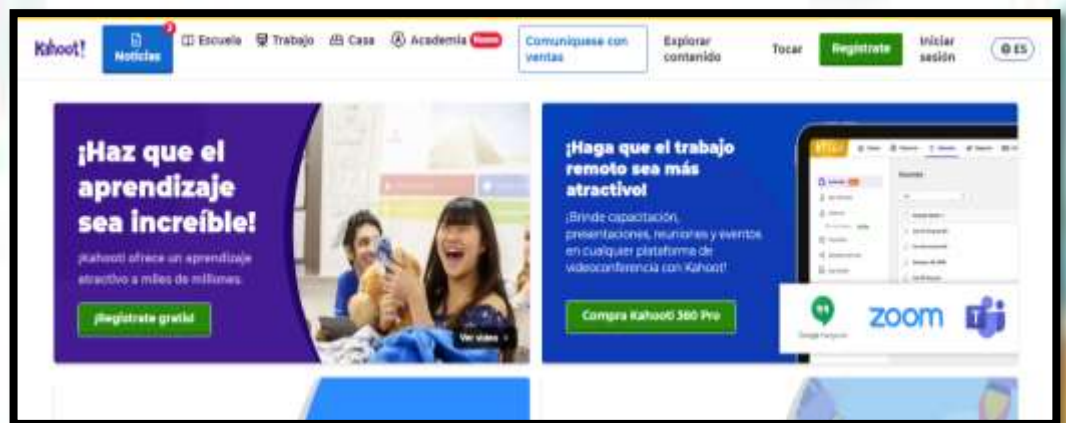 Kahoot!
2
Noticias
Escuela
Trabajo
Casa
Academia
Comuníquese con
ventas
Explorar
contenido
Tocar
Regístrate
Iniciar
sesión
ES
¡Haz que el
aprendizaje
sea increíble!
¡Kahoot! ofrece un aprendizaje
atractivo a miles de millones.
¡Regístrate gratis!
Ver video
¡Haga que el trabajo
remoto sea más
atractivo!
¡Brinde capacitación,
presentaciones, reuniones y eventos
en cualquier plataforma de
videoconferencia con Kahoot!
Compra Kahoot! 360 Pro
Google Hangouts
zoom